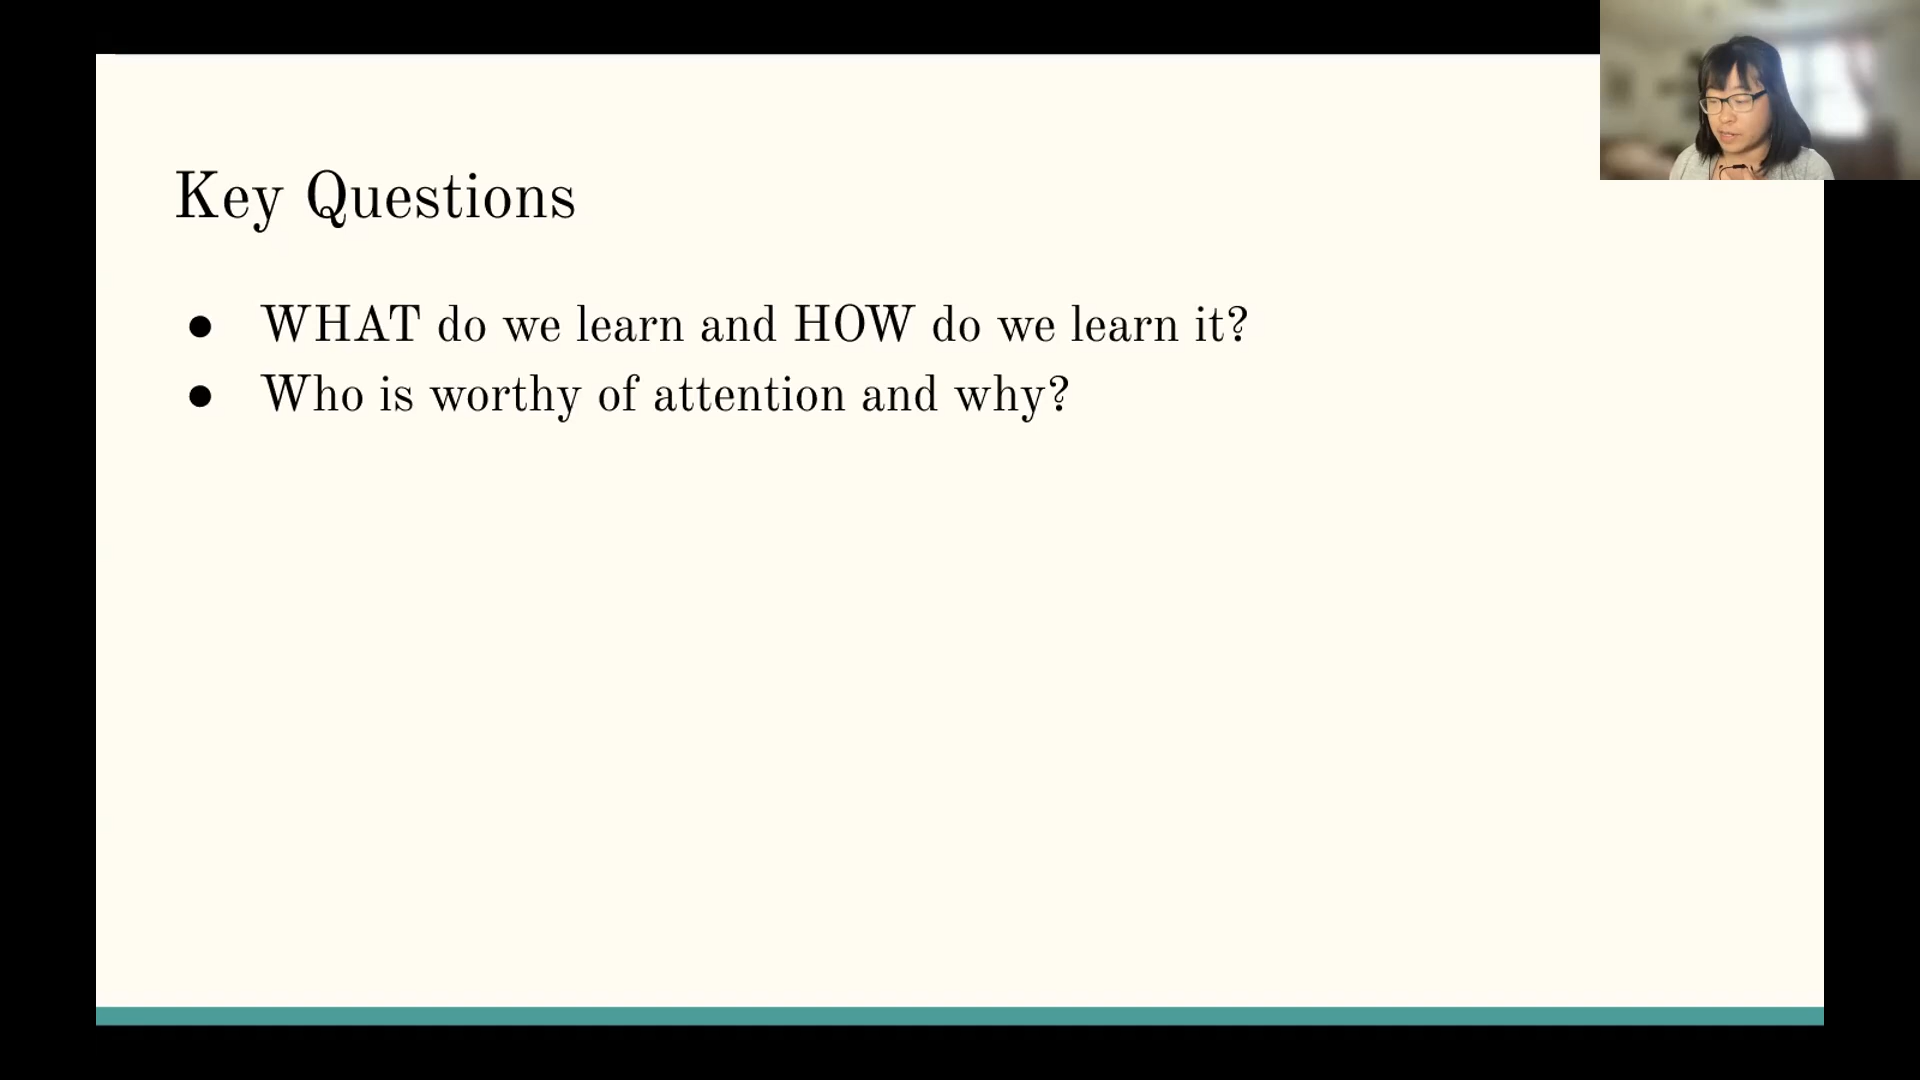 Key Questions
● WHAT do we learn and HOW do we learn it?
● Who is worthy of attention and why?